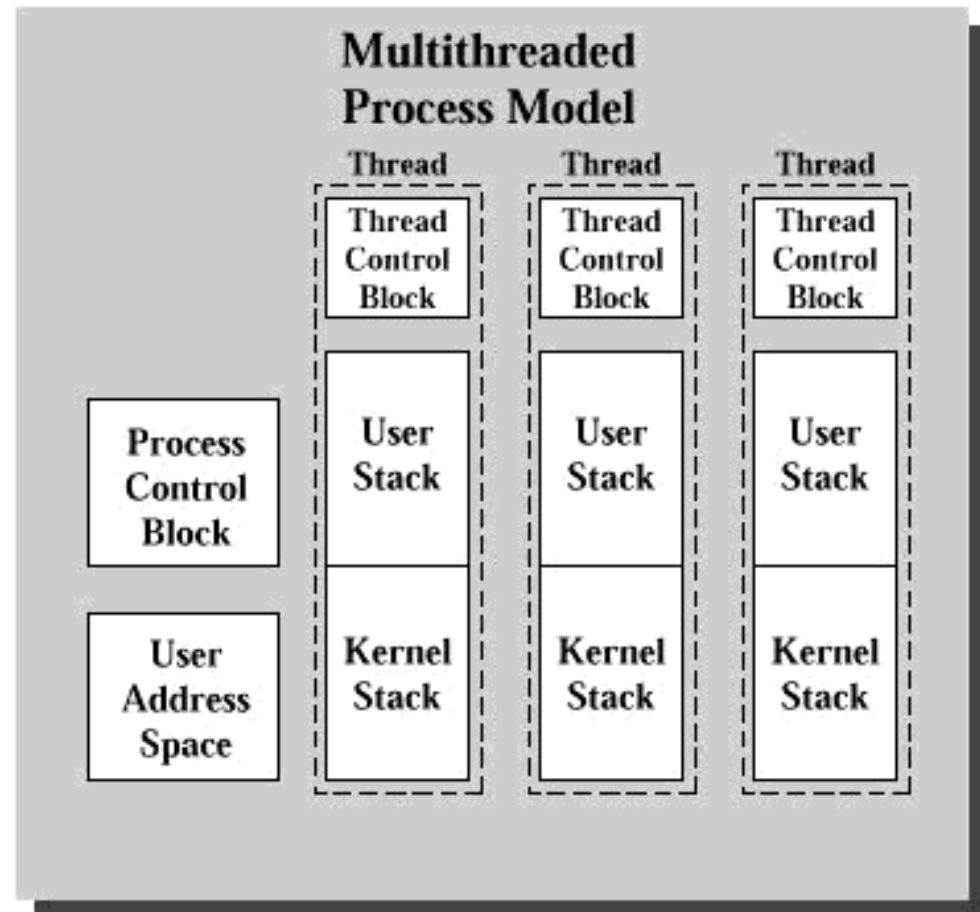 Multithreaded
Process Model
Thread
Thread
Control
Block
User
Stack
Kernel
Stack
Thread
Thread
Control
Block
User
Stack
Kernel
Stack
Thread
Thread
Control
Block
User
Stack
Kernel
Stack
Process
Control
Block
User
Address
Space